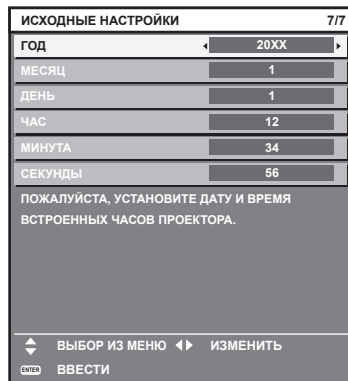 ИСХОДНЫЕ НАСТРОЙКИ 7/7
ГОД 20XX
МЕСЯЦ 1
ДЕНЬ 1
ЧАС 12
МИНУТА 34
СЕКУНДЫ 56
ПОЖАЛУЙСТА, УСТАНОВИТЕ ДАТУ И ВРЕМЯ
ВСТРОЕННЫХ ЧАСОВ ПРОЕКТОРА.
ВЫБОР ИЗ МЕНЮ ИЗМЕНИТЬ
ENTER ВВЕСТИ